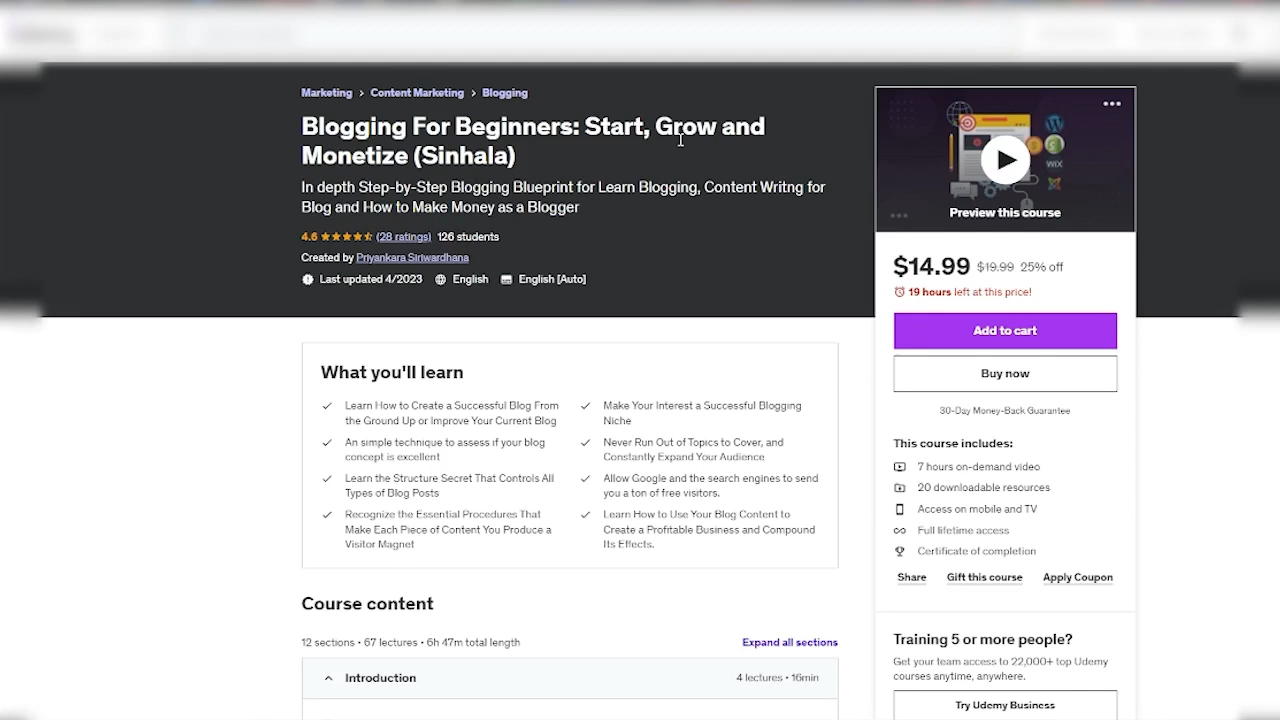 Marketing > Content Marketing > Blogging
Blogging For Beginners: Start, Grow and
Monetize (Sinhala)
In depth Step-by-Step Blogging Blueprint for Learn Blogging, Content Writng for
Blog and How to Make Money as a Blogger
4.6 (28 ratings) 126 students
Created by Priyankara Siriwardhana
Last updated 4/2023 English English [Auto]
WIX
Preview this course
$14.99 $19.99 25% off
19 hours left at this price!
Add to cart
Buy now
30-Day Money-Back Guarantee
This course includes:
7 hours on-demand video
20 downloadable resources
Access on mobile and TV
Full lifetime access
Certificate of completion
Share Gift this course Apply Coupon
Training 5 or more people?
Get your team access to 22,000+ top Udemy
courses anytime, anywhere.
Try Udemy Business
What you'll learn
Learn How to Create a Successful Blog From
the Ground Up or Improve Your Current Blog
An simple technique to assess if your blog
concept is excellent
Learn the Structure Secret That Controls All
Types of Blog Posts
Recognize the Essential Procedures That
Make Each Piece of Content You Produce a
Visitor Magnet
Make Your Interest a Successful Blogging
Niche
Never Run Out of Topics to Cover, and
Constantly Expand Your Audience
Allow Google and the search engines to send
you a ton of free visitors.
Learn How to Use Your Blog Content to
Create a Profitable Business and Compound
Its Effects.
Course content
12 sections • 67 lectures • 6h 47m total length
Expand all sections
Introduction
4 lectures • 16min